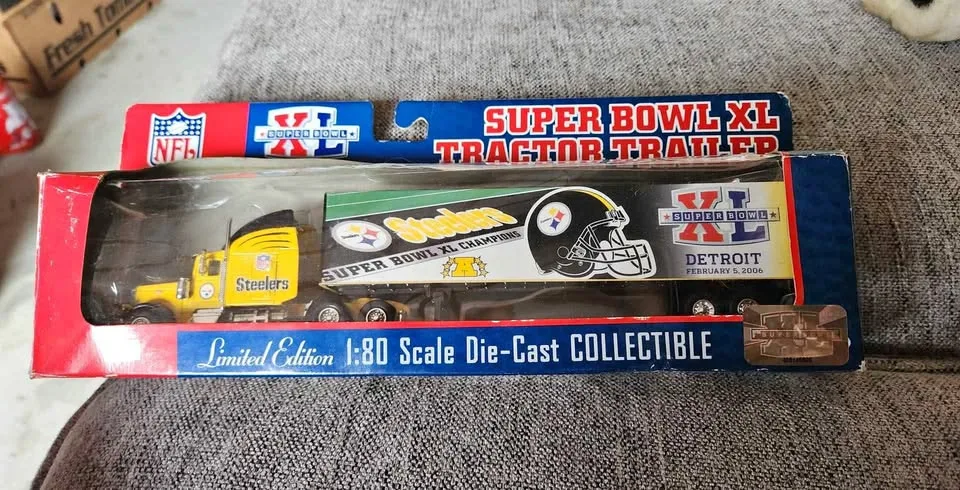 Fresh Tom
NFL
XL
SUPER BOWL
SUPER BOWL XL
TRACTOR TRAILER
Steelers
SUPER BOWL XL CHAMPIONS
XL
SUPER BOWL
DETROIT
FEBRUARY 5, 2006
Steelers
Limited Edition 1:80 Scale Die-Cast COLLECTIBLE